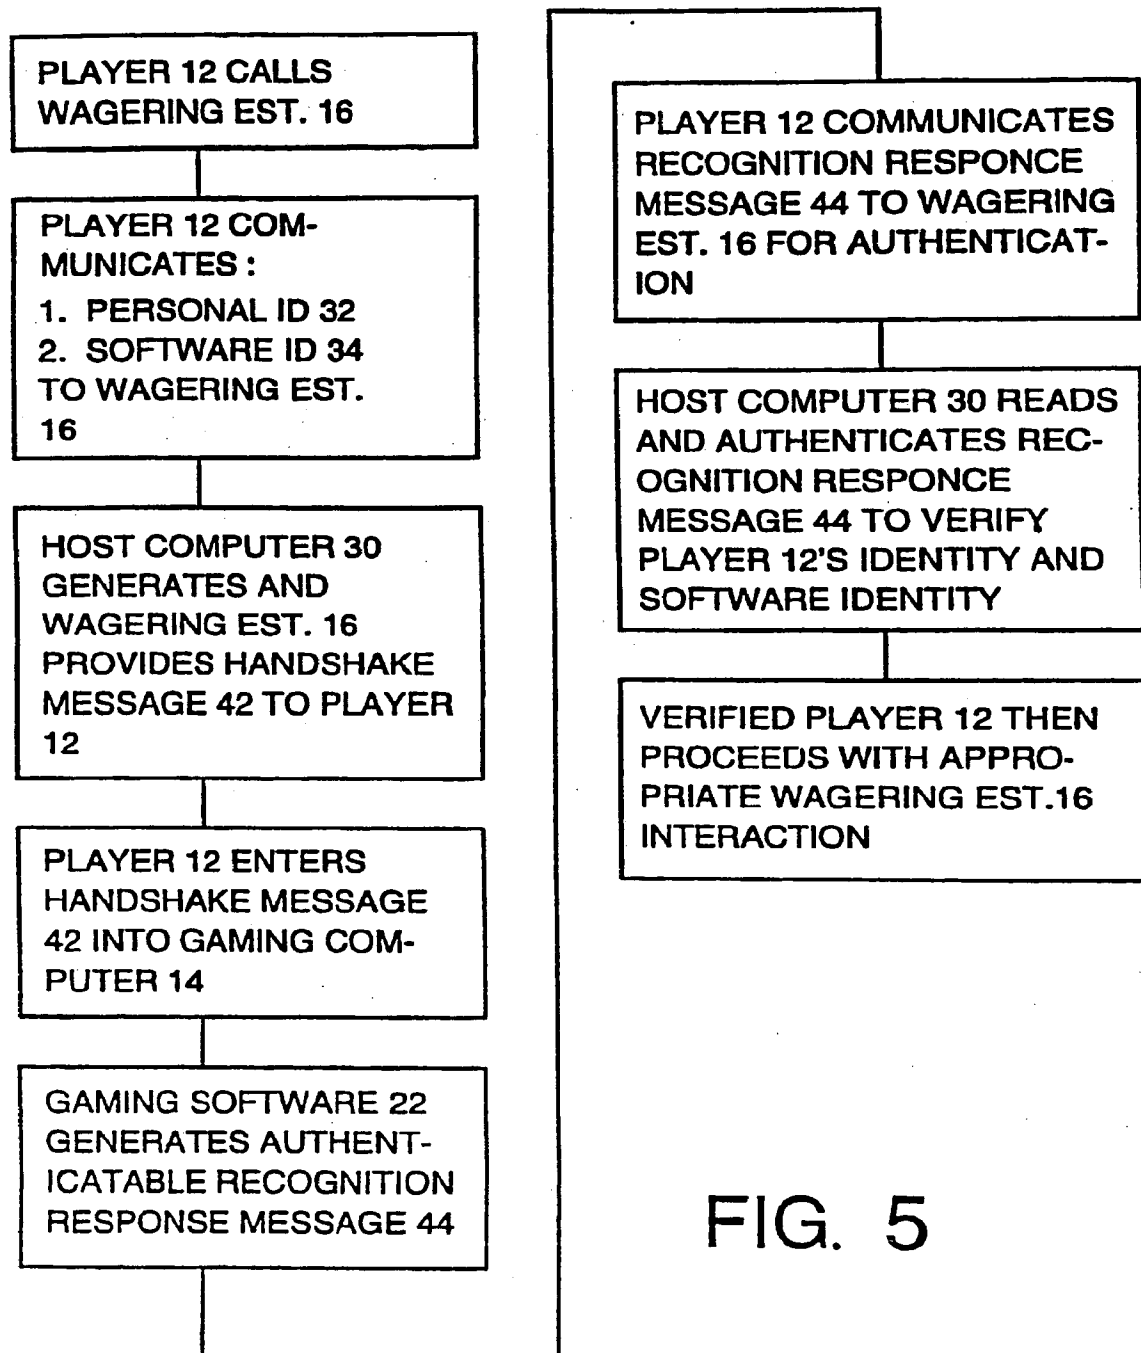 PLAYER 12 CALLS
WAGERING EST. 16
PLAYER 12 COM-
MUNICATES :
1. PERSONAL ID 32
2. SOFTWARE ID 34
TO WAGERING EST.
16
HOST COMPUTER 30
GENERATES AND
WAGERING EST. 16
PROVIDES HANDSHAKE
MESSAGE 42 TO PLAYER
12
PLAYER 12 ENTERS
HANDSHAKE MESSAGE
42 INTO GAMING COM-
PUTER 14
GAMING SOFTWARE 22
GENERATES AUTHENT-
ICATABLE RECOGNITION
RESPONSE MESSAGE 44
PLAYER 12 COMMUNICATES
RECOGNITION RESPONCE
MESSAGE 44 TO WAGERING
EST. 16 FOR AUTHENTICAT-
ION
HOST COMPUTER 30 READS
AND AUTHENTICATES REC-
OGNITION RESPONCE
MESSAGE 44 TO VERIFY
PLAYER 12'S IDENTITY AND
SOFTWARE IDENTITY
VERIFIED PLAYER 12 THEN
PROCEEDS WITH APPRO-
PRIATE WAGERING EST.16
INTERACTION
FIG. 5